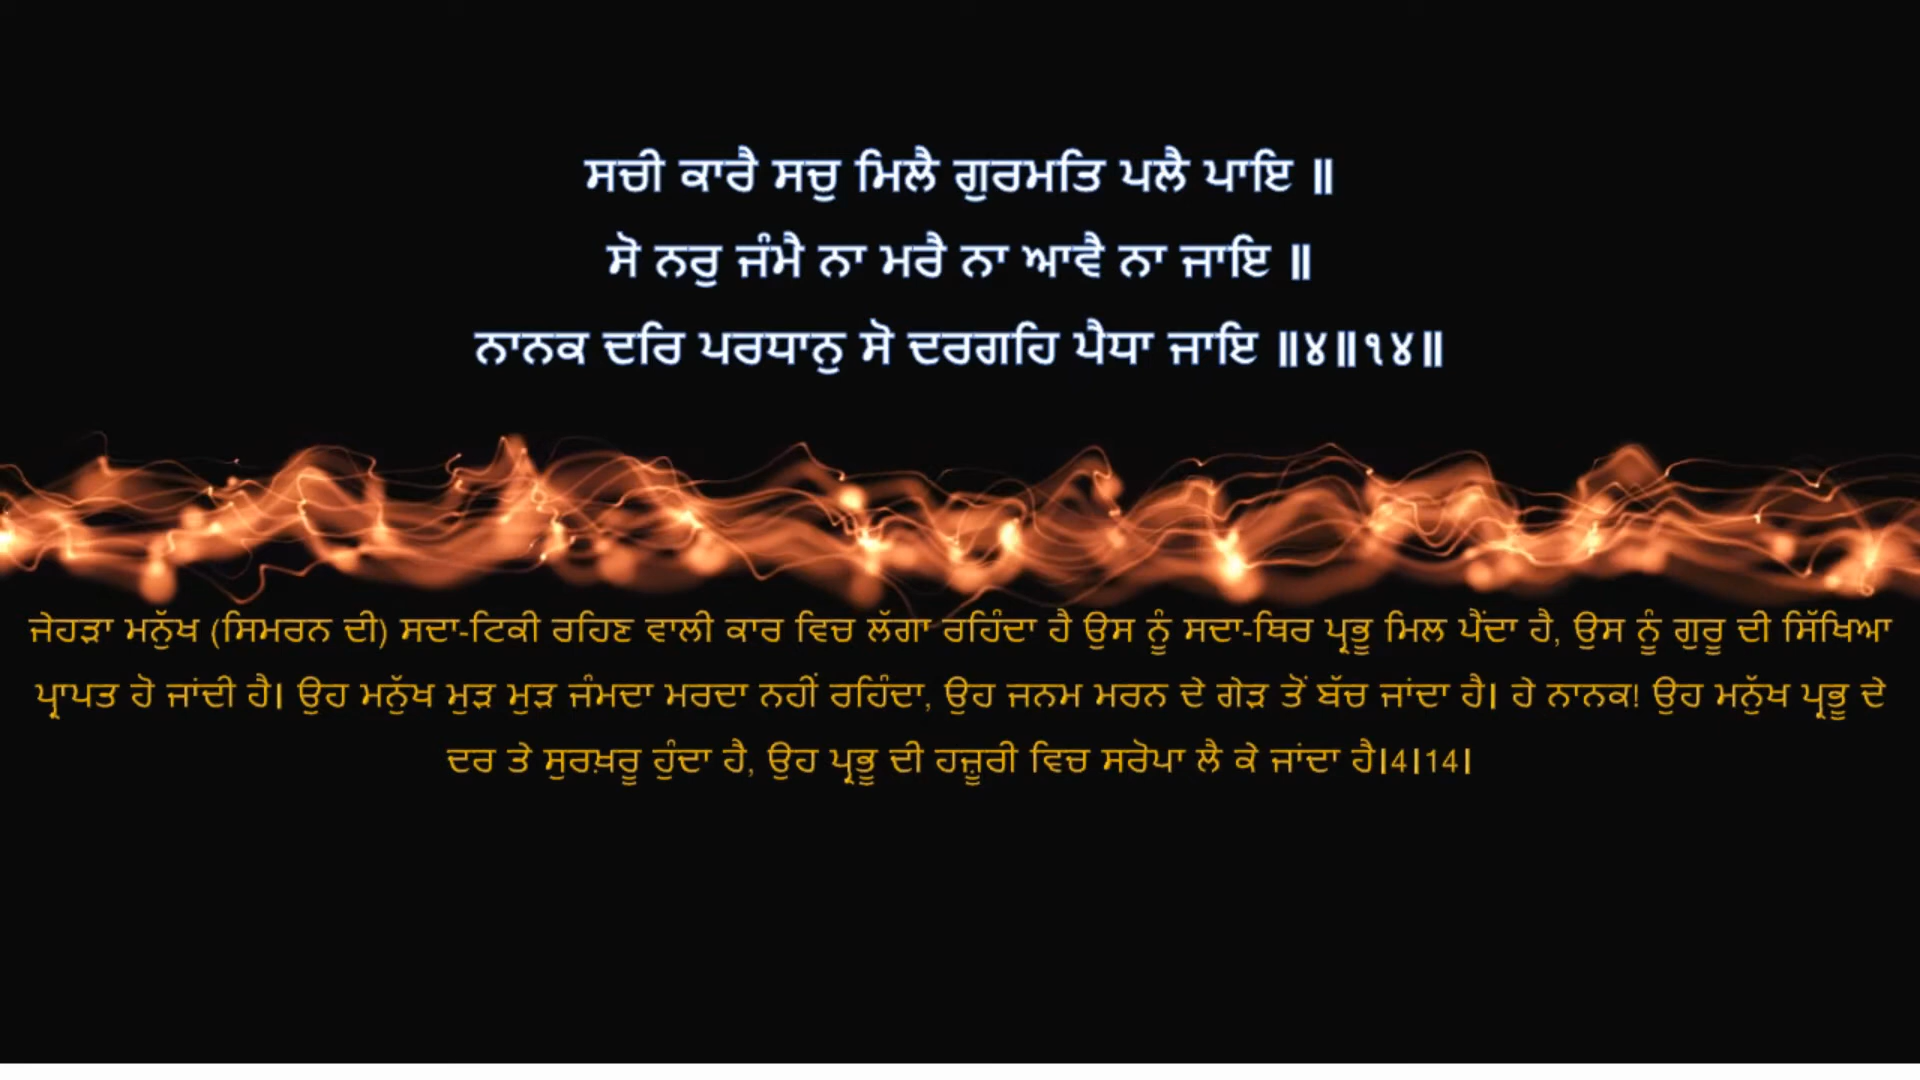 ਸਚੀ ਕਾਰੈ ਸਚੁ ਮਿਲੈ ਗੁਰਮਤਿ ਪਲੈ ਪਾਇ ॥
ਸੋ ਨਰੁ ਜੰਮੈ ਨਾ ਮਰੈ ਨਾ ਆਵੈ ਨਾ ਜਾਇ ॥
ਨਾਨਕ ਦਰਿ ਪਰਧਾਨੁ ਸੋ ਦਰਗਹਿ ਪੈਧਾ ਜਾਇ ॥੪॥੧੪॥
ਜੇਹੜਾ ਮਨੁੱਖ (ਸਿਮਰਨ ਦੀ) ਸਦਾ-ਟਿਕੀ ਰਹਿਣ ਵਾਲੀ ਕਾਰ ਵਿਚ ਲੱਗਾ ਰਹਿੰਦਾ ਹੈ ਉਸ ਨੂੰ ਸਦਾ-ਥਿਰ ਪ੍ਰਭੂ ਮਿਲ ਪੈਂਦਾ ਹੈ, ਉਸ ਨੂੰ ਗੁਰੂ ਦੀ ਸਿੱਖਿਆ
ਪ੍ਰਾਪਤ ਹੋ ਜਾਂਦੀ ਹੈ। ਉਹ ਮਨੁੱਖ ਮੁੜ ਮੁੜ ਜੰਮਦਾ ਮਰਦਾ ਨਹੀਂ ਰਹਿੰਦਾ, ਉਹ ਜਨਮ ਮਰਨ ਦੇ ਗੇੜ ਤੋਂ ਬੱਚ ਜਾਂਦਾ ਹੈ। ਹੇ ਨਾਨਕ! ਉਹ ਮਨੁੱਖ ਪ੍ਰਭੂ ਦੇ
ਦਰ ਤੇ ਸੁਰਖ਼ਰੂ ਹੁੰਦਾ ਹੈ, ਉਹ ਪ੍ਰਭੂ ਦੀ ਹਜ਼ੂਰੀ ਵਿਚ ਸਰੋਪਾ ਲੈ ਕੇ ਜਾਂਦਾ ਹੈ।4।14।